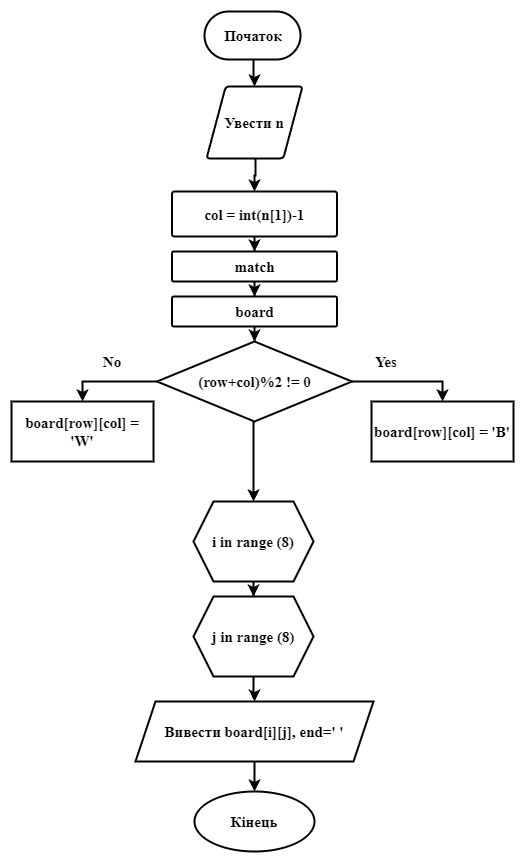 Початок
Увести n
col = int(n[1])-1
match
board
No
Yes
(row+col)%2 != 0
board[row][col] =
'W'
board[row][col] = 'B'
i in range (8)
j in range (8)
Вивести board[i][j], end=' '
Кінець